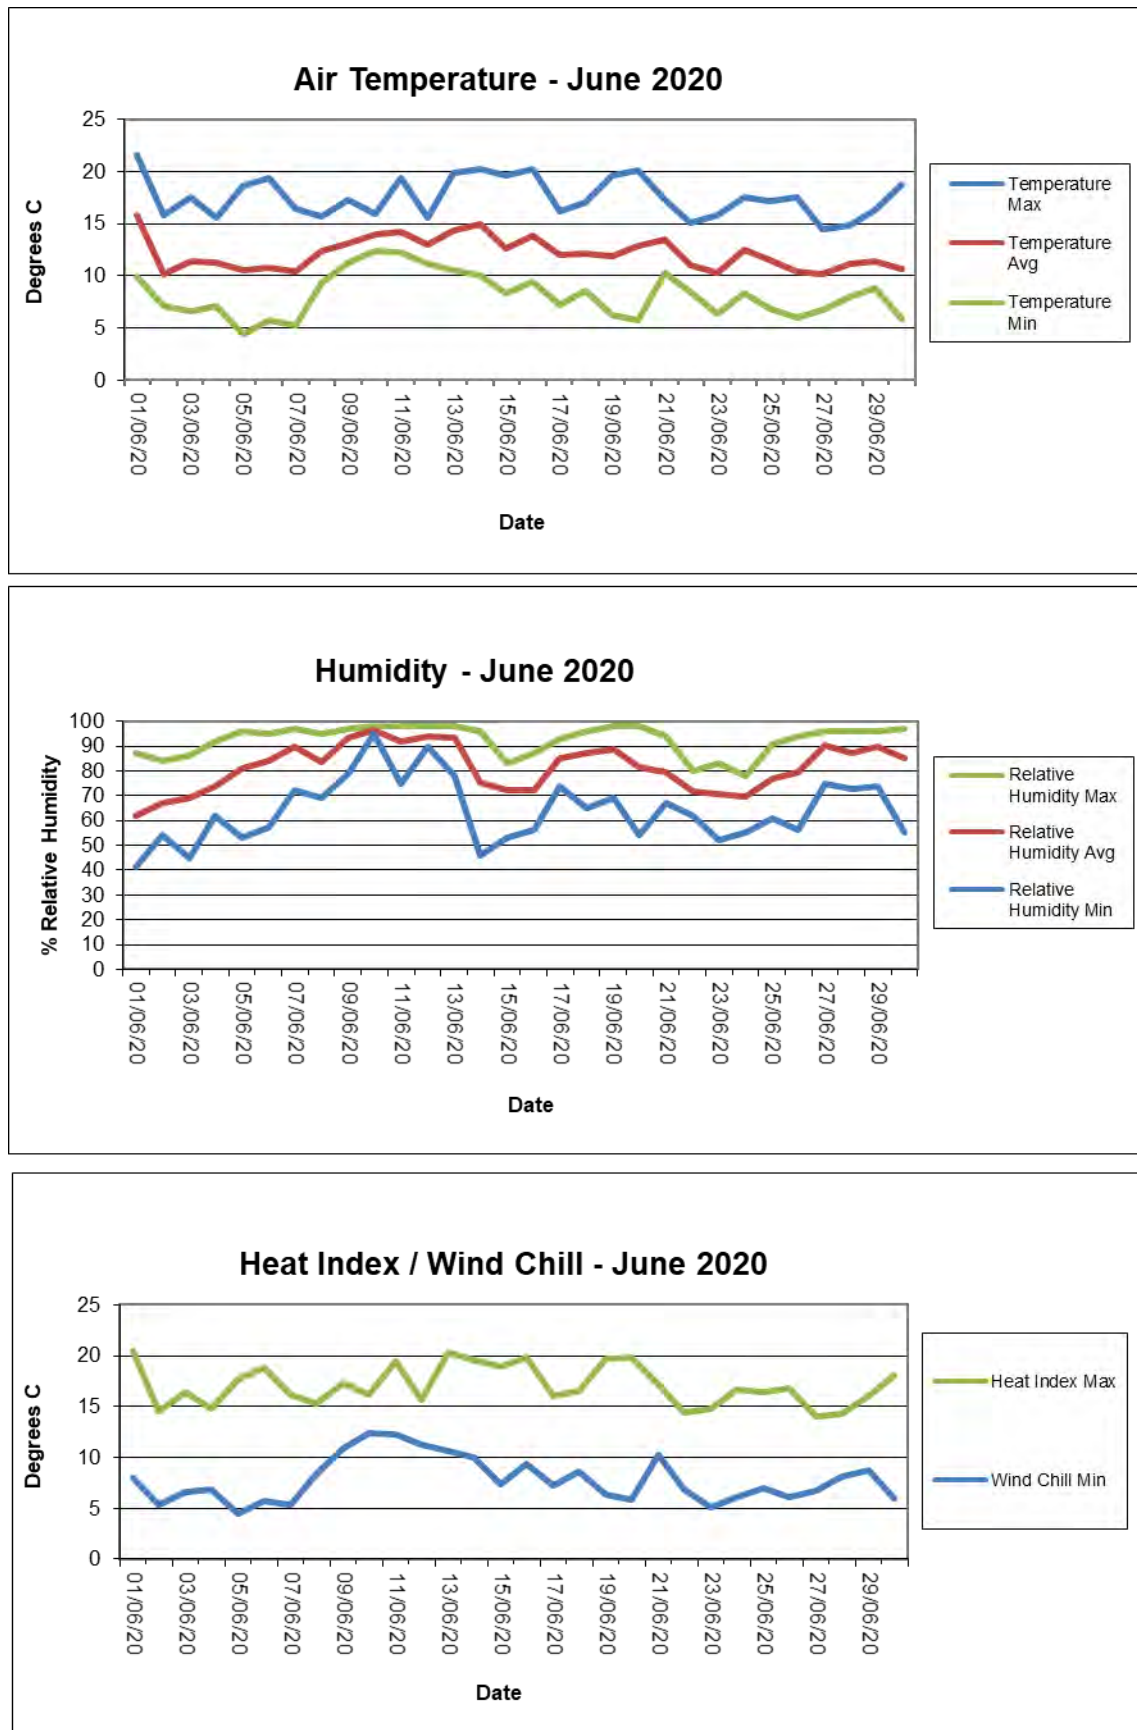 Air Temperature - June 2020
25
20
15
10
5
0
Degrees C
01/06/20
03/06/20
05/06/20
07/06/20
09/06/20
11/06/20
13/06/20
15/06/20
17/06/20
19/06/20
21/06/20
23/06/20
25/06/20
27/06/20
29/06/20
Date
Temperature
Max
Temperature
Avg
Temperature
Min
Humidity - June 2020
100
90
80
70
60
50
40
30
20
10
0
% Relative Humidity
01/06/20
03/06/20
05/06/20
07/06/20
09/06/20
11/06/20
13/06/20
15/06/20
17/06/20
19/06/20
21/06/20
23/06/20
25/06/20
27/06/20
29/06/20
Date
Relative
Humidity Max
Relative
Humidity Avg
Relative
Humidity Min
Heat Index / Wind Chill - June 2020
25
20
15
10
5
0
Degrees C
01/06/20
03/06/20
05/06/20
07/06/20
09/06/20
11/06/20
13/06/20
15/06/20
17/06/20
19/06/20
21/06/20
23/06/20
25/06/20
27/06/20
29/06/20
Date
Heat Index Max
Wind Chill Min